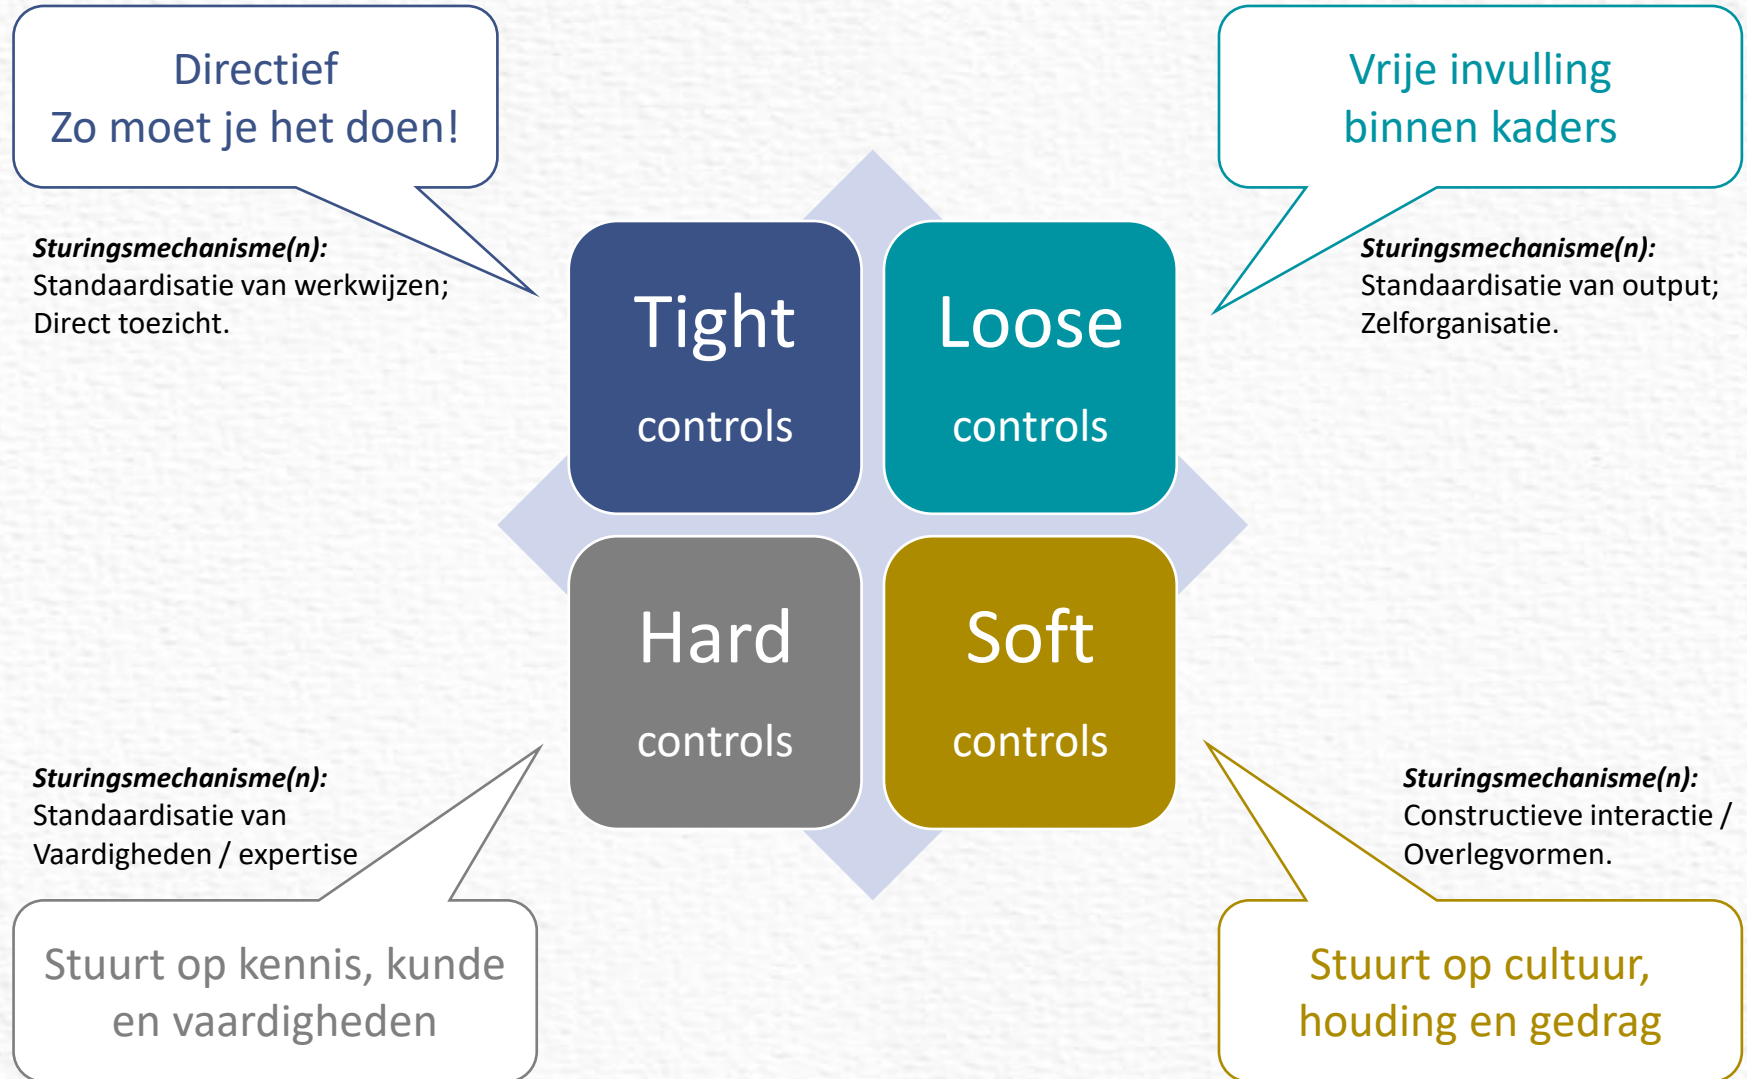 Directief
Zo moet je het doen!
Vrije invulling
binnen kaders
Sturingsmechanisme(n):
Standaardisatie van werkwijzen;
Direct toezicht.
Sturingsmechanisme(n):
Standaardisatie van output;
Zelforganisatie.
Tight
controls
Loose
controls
Hard
controls
Soft
controls
Sturingsmechanisme(n):
Standaardisatie van
Vaardigheden / expertise
Sturingsmechanisme(n):
Constructieve interactie /
Overlegvormen.
Stuurt op kennis, kunde
en vaardigheden
Stuurt op cultuur,
houding en gedrag